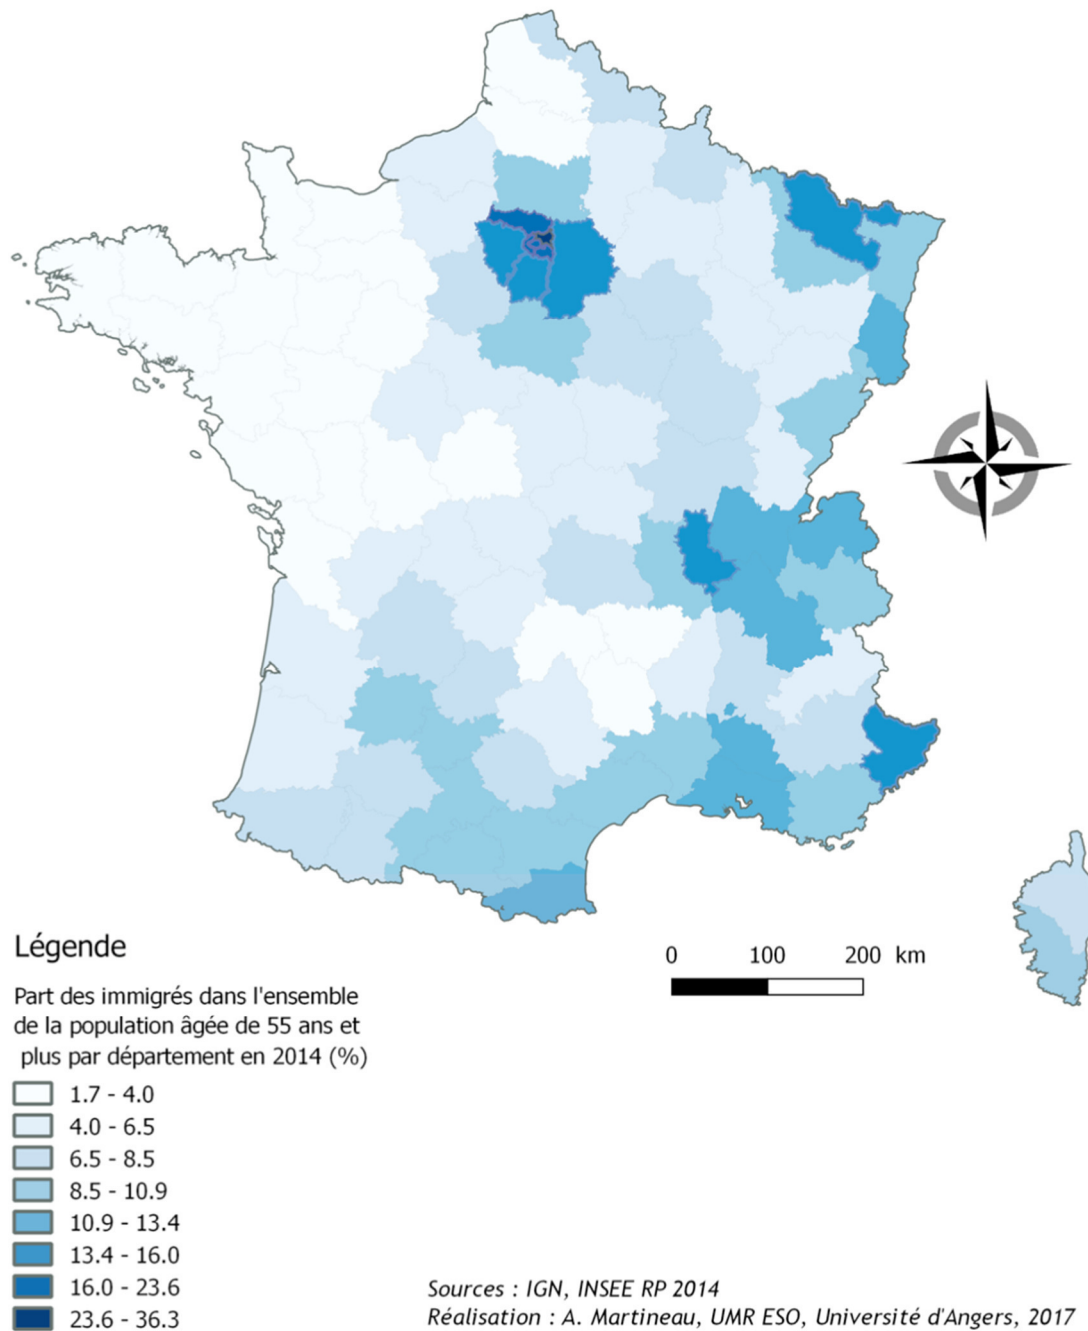 0 100 200 km
Légende
Part des immigrés dans l'ensemble
de la population âgée de 55 ans et
plus par département en 2014 (%)
1.7 - 4.0
4.0 - 6.5
6.5 - 8.5
8.5 - 10.9
10.9 - 13.4
13.4 - 16.0
16.0 - 23.6
23.6 - 36.3
Sources : IGN, INSEE RP 2014
Réalisation : A. Martineau, UMR ESO, Université d'Angers, 2017